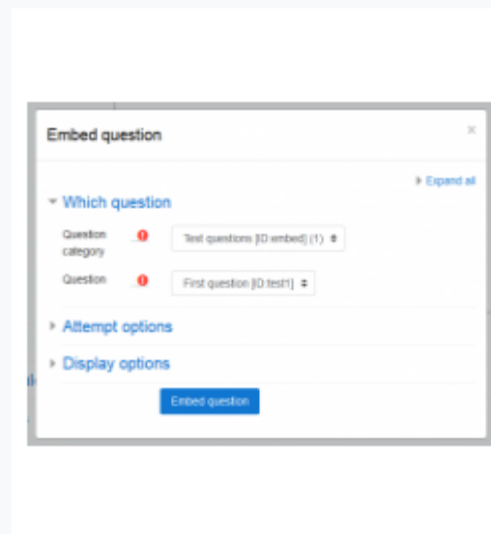 Embed question
×
Expand all
Which question
Question category
Test questions [ID:embed] (1)
Question
First question [ID:test1]
Attempt options
Display options
Embed question